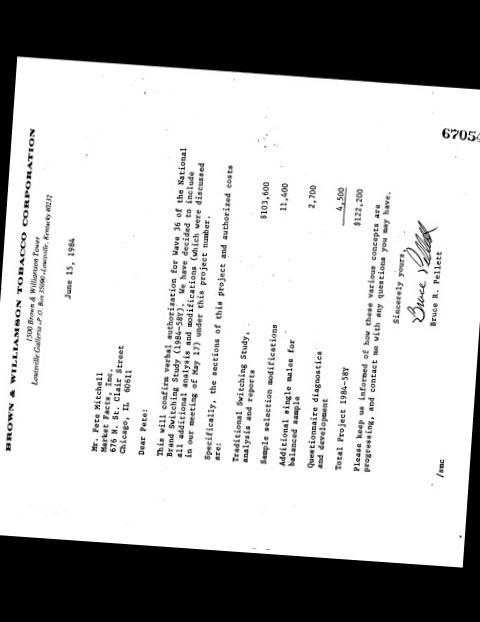 BROWN & WILLIAMSON TOBACCO CORPORATION
1500 Brown & Williamson Tower
Louisville Galleria · P.O. Box 35090 · Louisville, Kentucky 40232
6705
June 15, 1984
Mr. Pete Mitchell
Market Facts, Inc.
676 N. St. Clair Street
Chicago, IL 60611
Dear Pete:
This will confirm verbal authorization for Wave 36 of the National
Brand Switching Study (1984-58Y). We have decided to include
all additional analysis and modifications (which were discussed
in our meeting of May 17) under this project number.
Specifically, the sections of this project and authorized costs
are:
Traditional Switching Study,
analysis and reports $103,600
Sample selection modifications 11,400
Additional single males for
balanced sample 2,700
Questionnaire diagnostics
and development 4,500
Total Project 1984-58Y $122,200
Please keep us informed of how these various concepts are
progressing, and contact me with any questions you may have.
Sincerely yours,
Bruce Pellett
Bruce R. Pellett
/smc